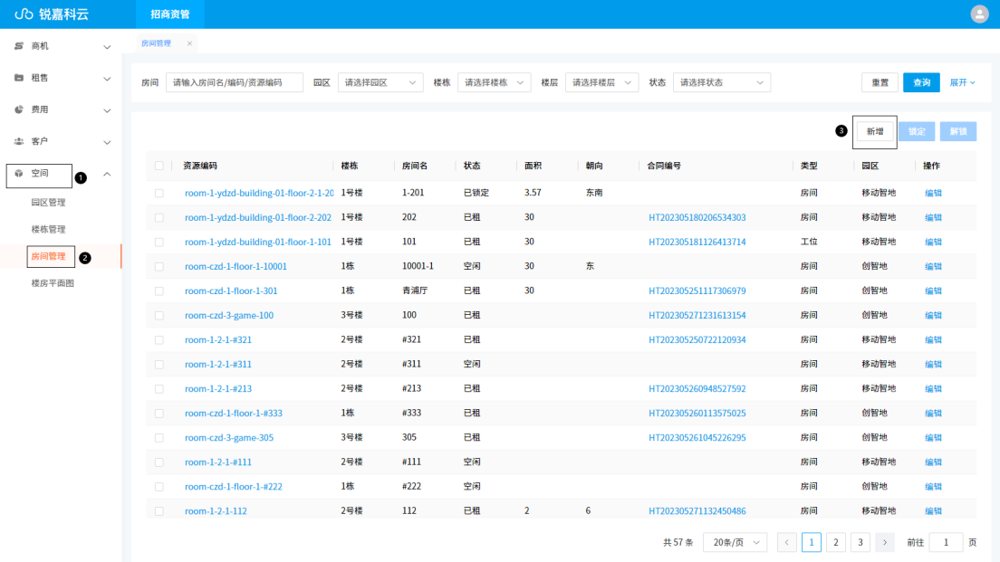 锐嘉科云 招商资管
商机
租售
费用
客户
空间 1
园区管理
楼栋管理
房间管理 2
楼房平面图
房间管理 ×
房间 请输入房间名/编码/资源编码 园区 请选择园区 楼栋 请选择楼栋 楼层 请选择楼层 状态 请选择状态 重置 查询 展开
3 新增 锁定 解锁
资源编码 楼栋 房间名 状态 面积 朝向 合同编号 类型 园区 操作
room-1-ydzd-building-01-floor-2-1-20 1号楼 1-201 已锁定 3.57 东南 房间 移动智地 编辑
room-1-ydzd-building-01-floor-2-202 1号楼 202 已租 30 HT202305180206534303 房间 移动智地 编辑
room-1-ydzd-building-01-floor-1-101 1号楼 101 已租 30 HT202305181126413714 工位 移动智地 编辑
room-czd-1-floor-1-10001 1栋 10001-1 空闲 30 东 房间 创智地 编辑
room-czd-1-floor-1-301 1栋 青浦厅 已租 30 HT202305251117306979 房间 创智地 编辑
room-czd-3-game-100 3号楼 100 已租 HT202305271231613154 房间 创智地 编辑
room-1-2-1-#321 2号楼 #321 已租 HT202305250722120934 房间 移动智地 编辑
room-1-2-1-#311 2号楼 #311 空闲 房间 移动智地 编辑
room-1-2-1-#213 2号楼 #213 已租 HT202305260948527592 房间 移动智地 编辑
room-czd-1-floor-1-#333 1栋 #333 已租 HT202305260113575025 房间 创智地 编辑
room-czd-3-game-305 3号楼 305 已租 HT202305261045226295 房间 创智地 编辑
room-1-2-1-#111 2号楼 #111 空闲 房间 移动智地 编辑
room-czd-1-floor-1-#222 1栋 #222 空闲 房间 创智地 编辑
room-1-2-1-112 2号楼 112 已租 2 6 HT202305271132450486 房间 移动智地 编辑
共 57 条 20条/页 1 2 3 前往 1 页